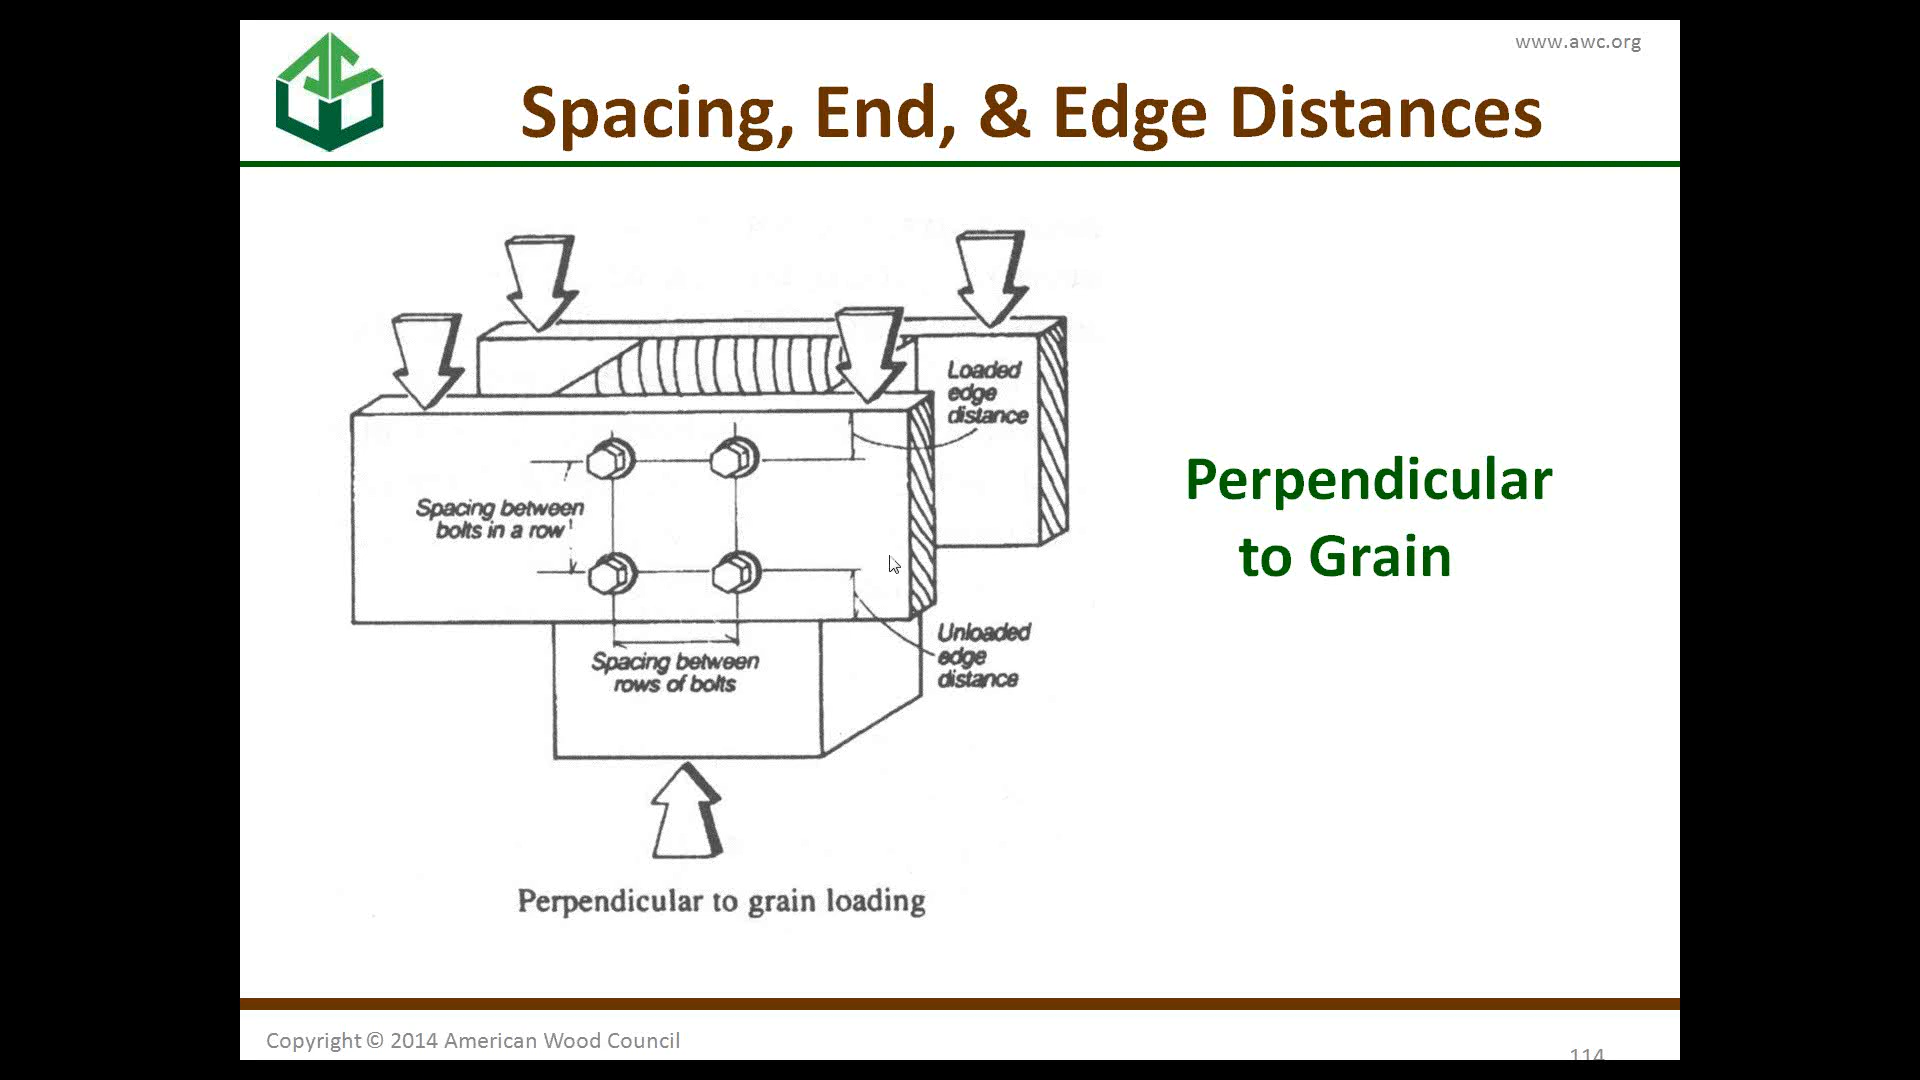 www.awc.org
Spacing, End, & Edge Distances
Loaded
edge
distance
Spacing between
bolts in a row
Perpendicular
to Grain
Unloaded
edge
distance
Spacing between
rows of bolts
Perpendicular to grain loading
Copyright © 2014 American Wood Council
114